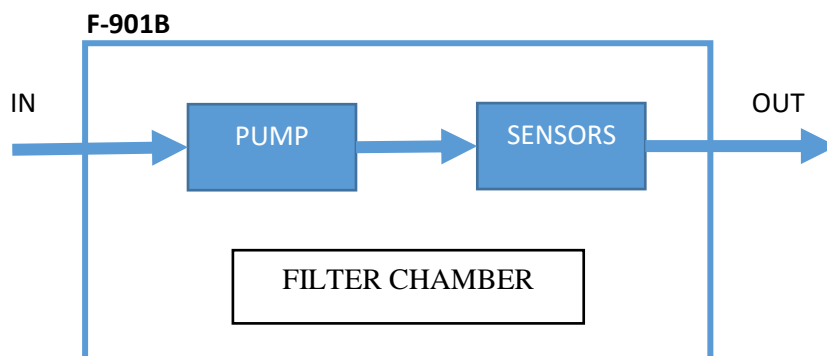 F-901B
IN
OUT
PUMP
SENSORS
FILTER CHAMBER